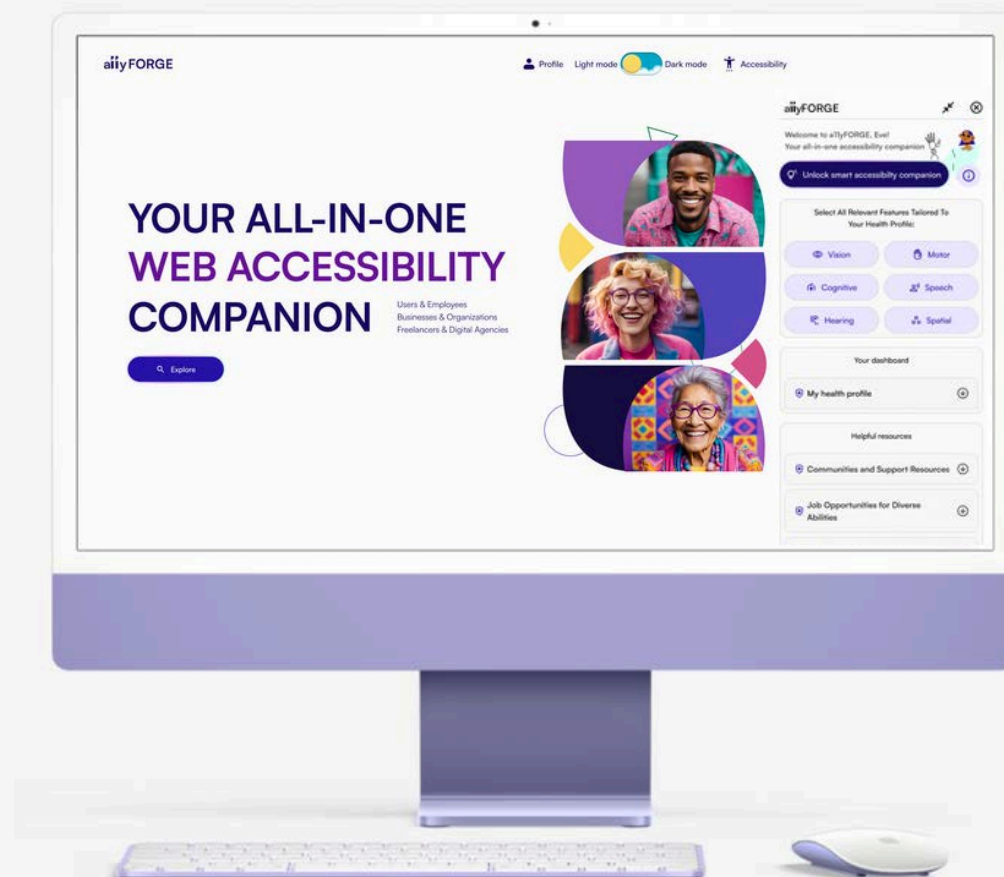 a11yFORGE
Profile
Light mode
Dark mode
Accessibility
YOUR ALL-IN-ONE
WEB ACCESSIBILITY
COMPANION
Users & Employees
Businesses & Organizations
Freelancers & Digital Agencies
Explore
a11yFORGE
Welcome to a11yFORGE, Eve!
Your all-in-one accessibility companion
Unlock smart accessibilty companion
Select All Relevant Features Tailored To
Your Health Profile:
Vision
Motor
Cognitive
Speech
Hearing
Spatial
Your dashboard
My health profile
Helpful resources
Communities and Support Resources
Job Opportunities for Diverse
Abilities